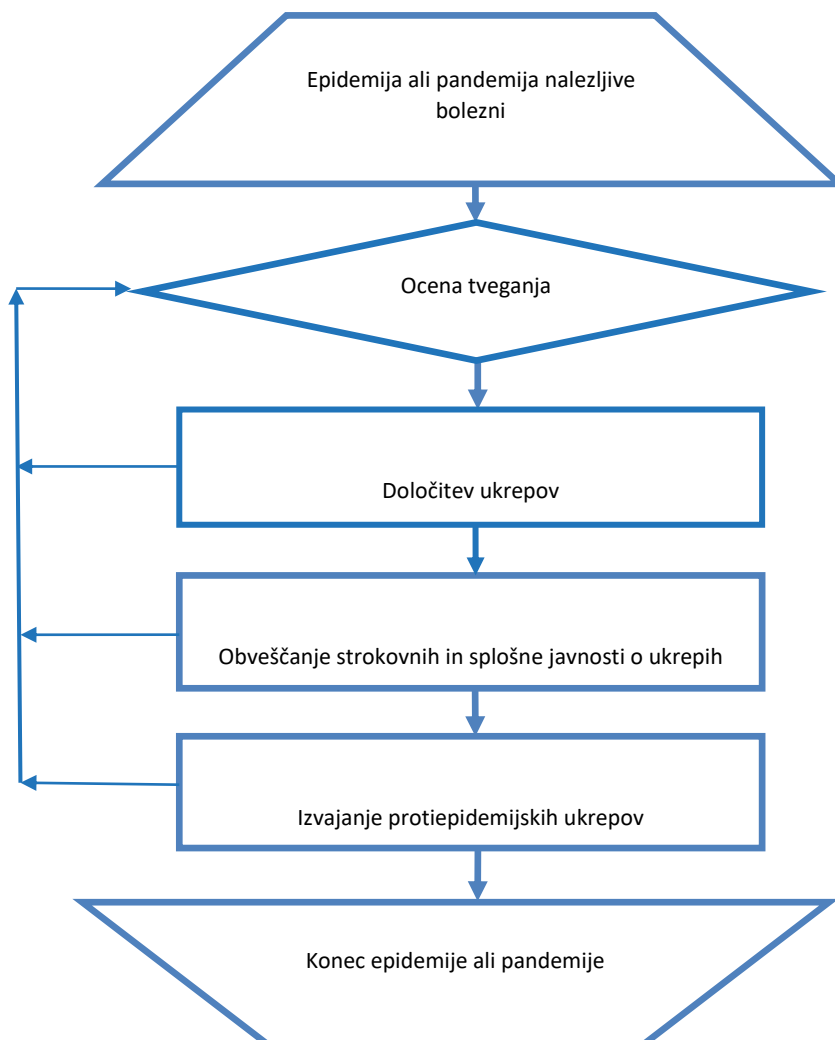 Epidemija ali pandemija nalezljive
bolezni
Ocena tveganja
Določitev ukrepov
Obveščanje strokovnih in splošne javnosti o ukrepih
Izvajanje protiepidemijskih ukrepov
Konec epidemije ali pandemije